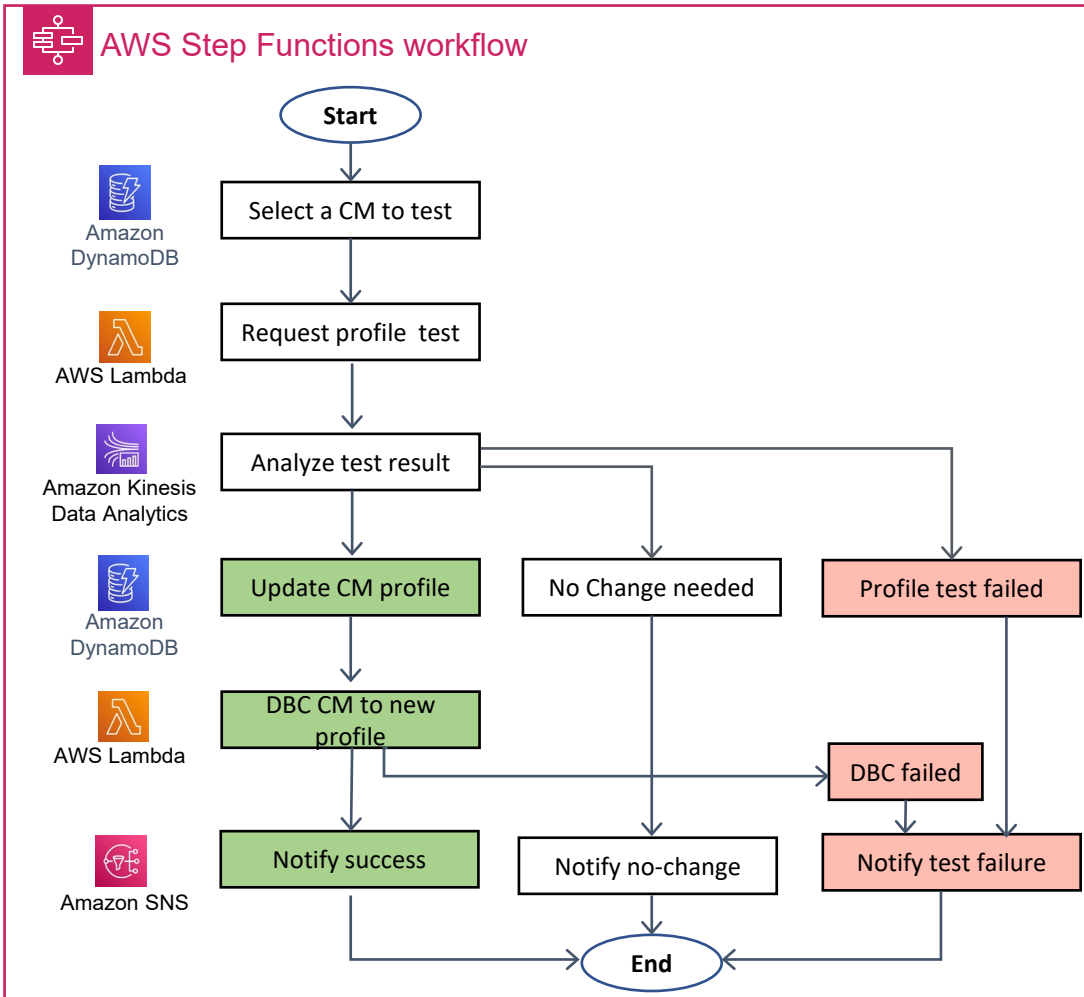 AWS Step Functions workflow
Start
Amazon
DynamoDB
Select a CM to test
AWS Lambda
Request profile test
Amazon Kinesis
Data Analytics
Analyze test result
Amazon
DynamoDB
Update CM profile
No Change needed
Profile test failed
AWS Lambda
DBC CM to new
profile
DBC failed
Amazon SNS
Notify success
Notify no-change
Notify test failure
End